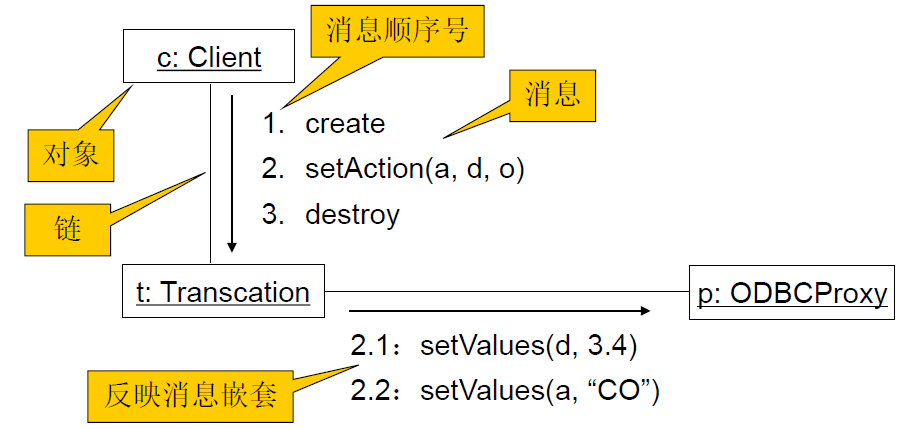 消息顺序号
c: Client
消息
1. create
对象
2. setAction(a, d, o)
3. destroy
链
t: Transcation
p: ODBCProxy
2.1：setValues(d, 3.4)
反映消息嵌套
2.2：setValues(a, “CO”)